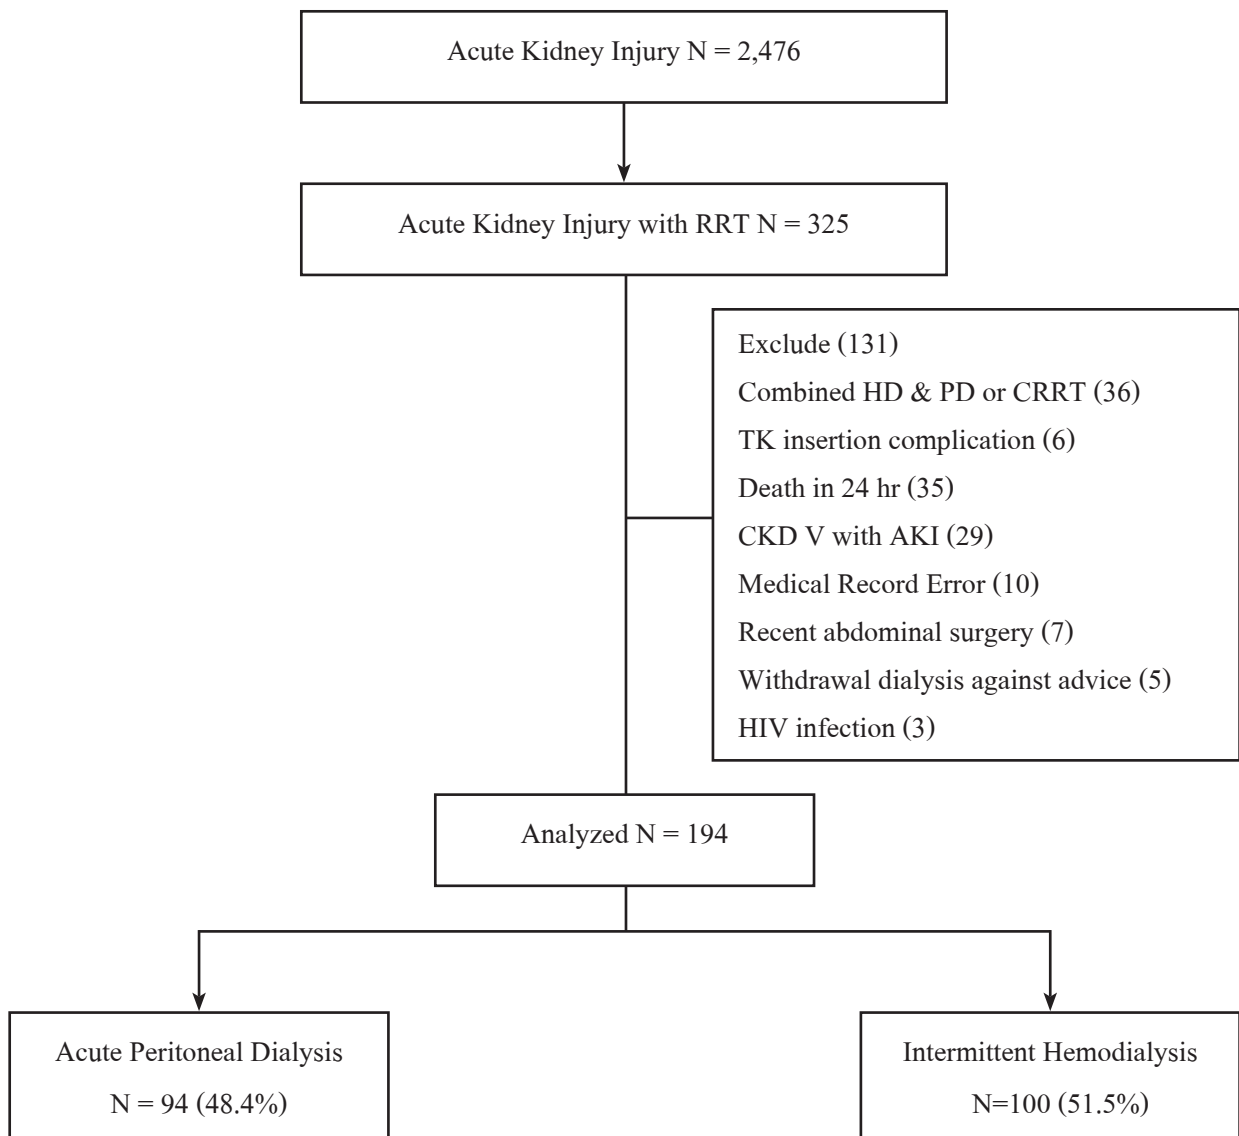 Acute Kidney Injury N = 2,476
Acute Kidney Injury with RRT N = 325
Exclude (131)
Combined HD & PD or CRRT (36)
TK insertion complication (6)
Death in 24 hr (35)
CKD V with AKI (29)
Medical Record Error (10)
Recent abdominal surgery (7)
Withdrawal dialysis against advice (5)
HIV infection (3)
Analyzed N = 194
Acute Peritoneal Dialysis
N = 94 (48.4%)
Intermittent Hemodialysis
N=100 (51.5%)